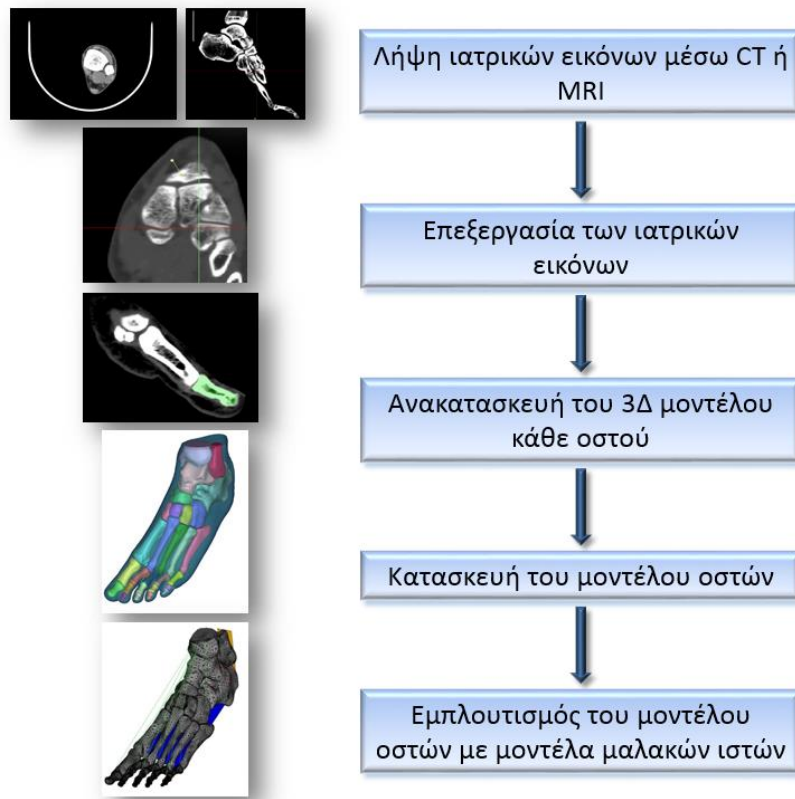 Λήψη ιατρικών εικόνων μέσω CT ή
MRI
Επεξεργασία των ιατρικών
εικόνων
Ανακατασκευή του 3Δ μοντέλου
κάθε οστού
Κατασκευή του μοντέλου οστών
Εμπλουτισμός του μοντέλου
οστών με μοντέλα μαλακών ιστών